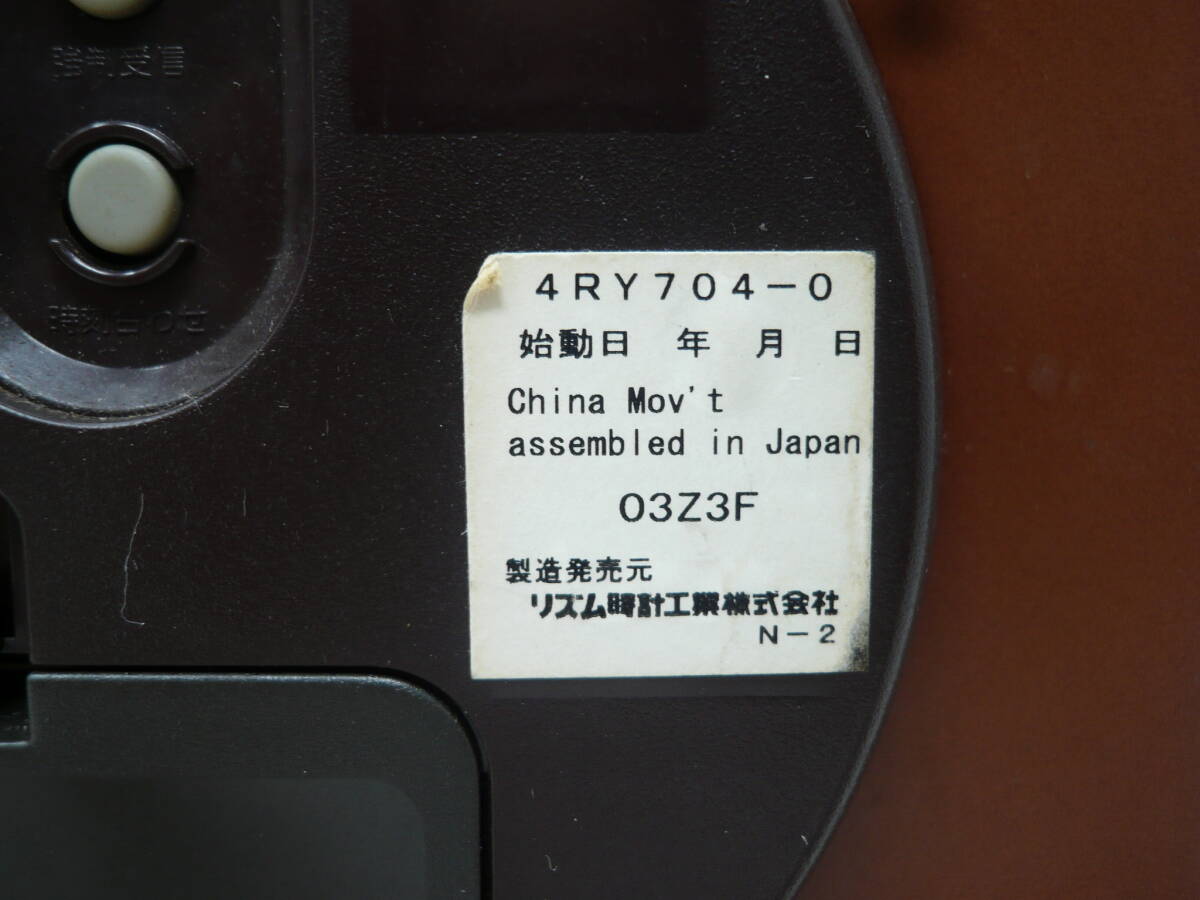 強制受信
時刻合わせ
4RY704-0
始動日 年 月 日
China Mov't
assembled in Japan
03Z3F
製造発売元
リズム時計工業株式会社
N-2